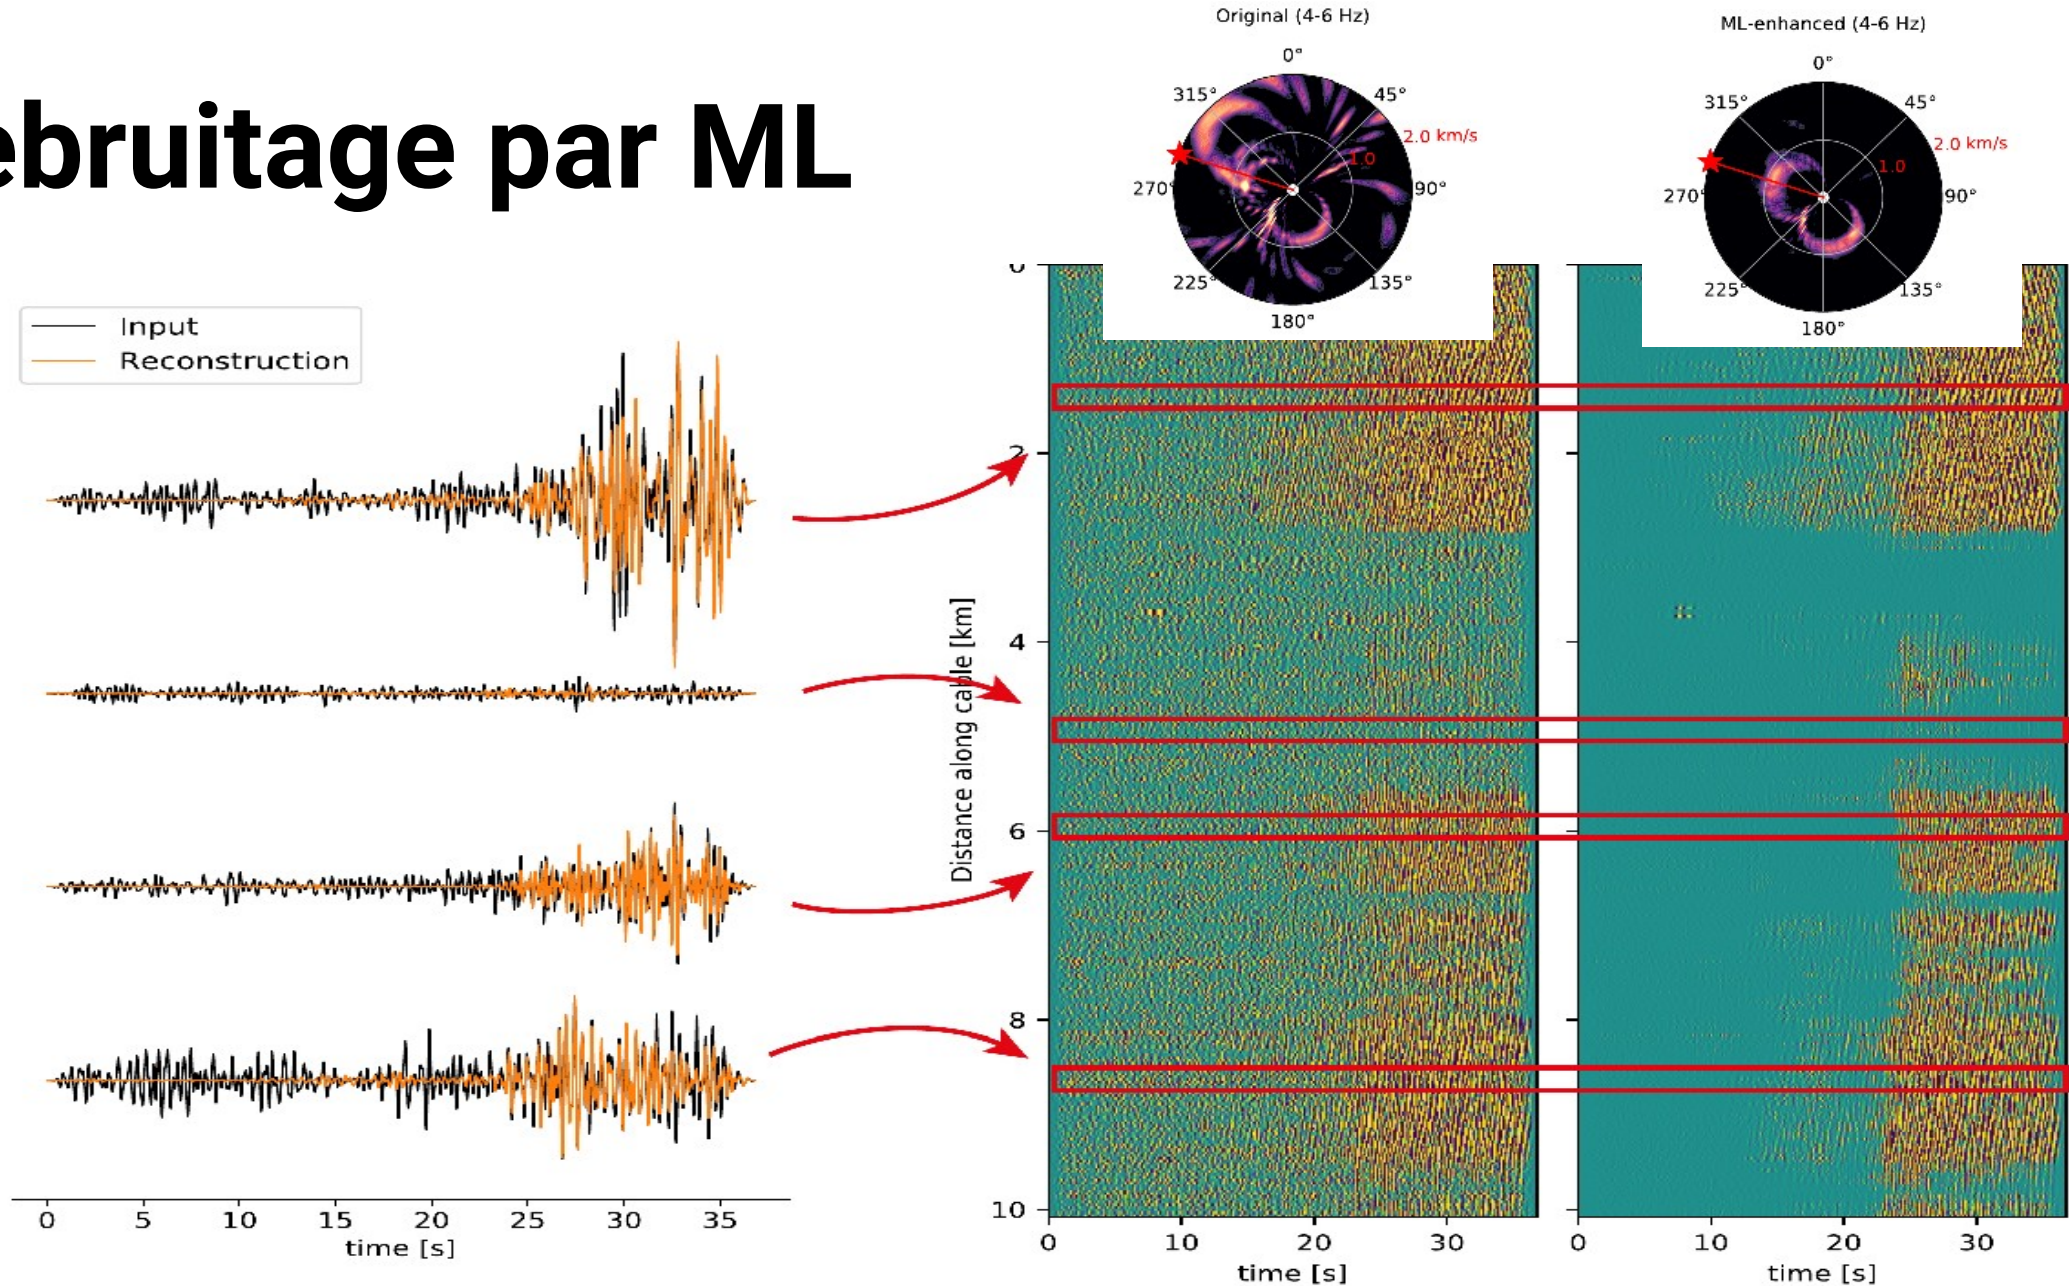 ebruitage par ML
Original (4-6 Hz)
0°
315°
45°
2.0 km/s
1.0
270°
90°
225°
135°
180°
ML-enhanced (4-6 Hz)
0°
315°
45°
2.0 km/s
1.0
270°
90°
225°
135°
180°
Input
Reconstruction
0 5 10 15 20 25 30 35
time [s]
Distance along cable [km]
0
2
4
6
8
10
0 10 20 30
time [s]
0 10 20 30
time [s]